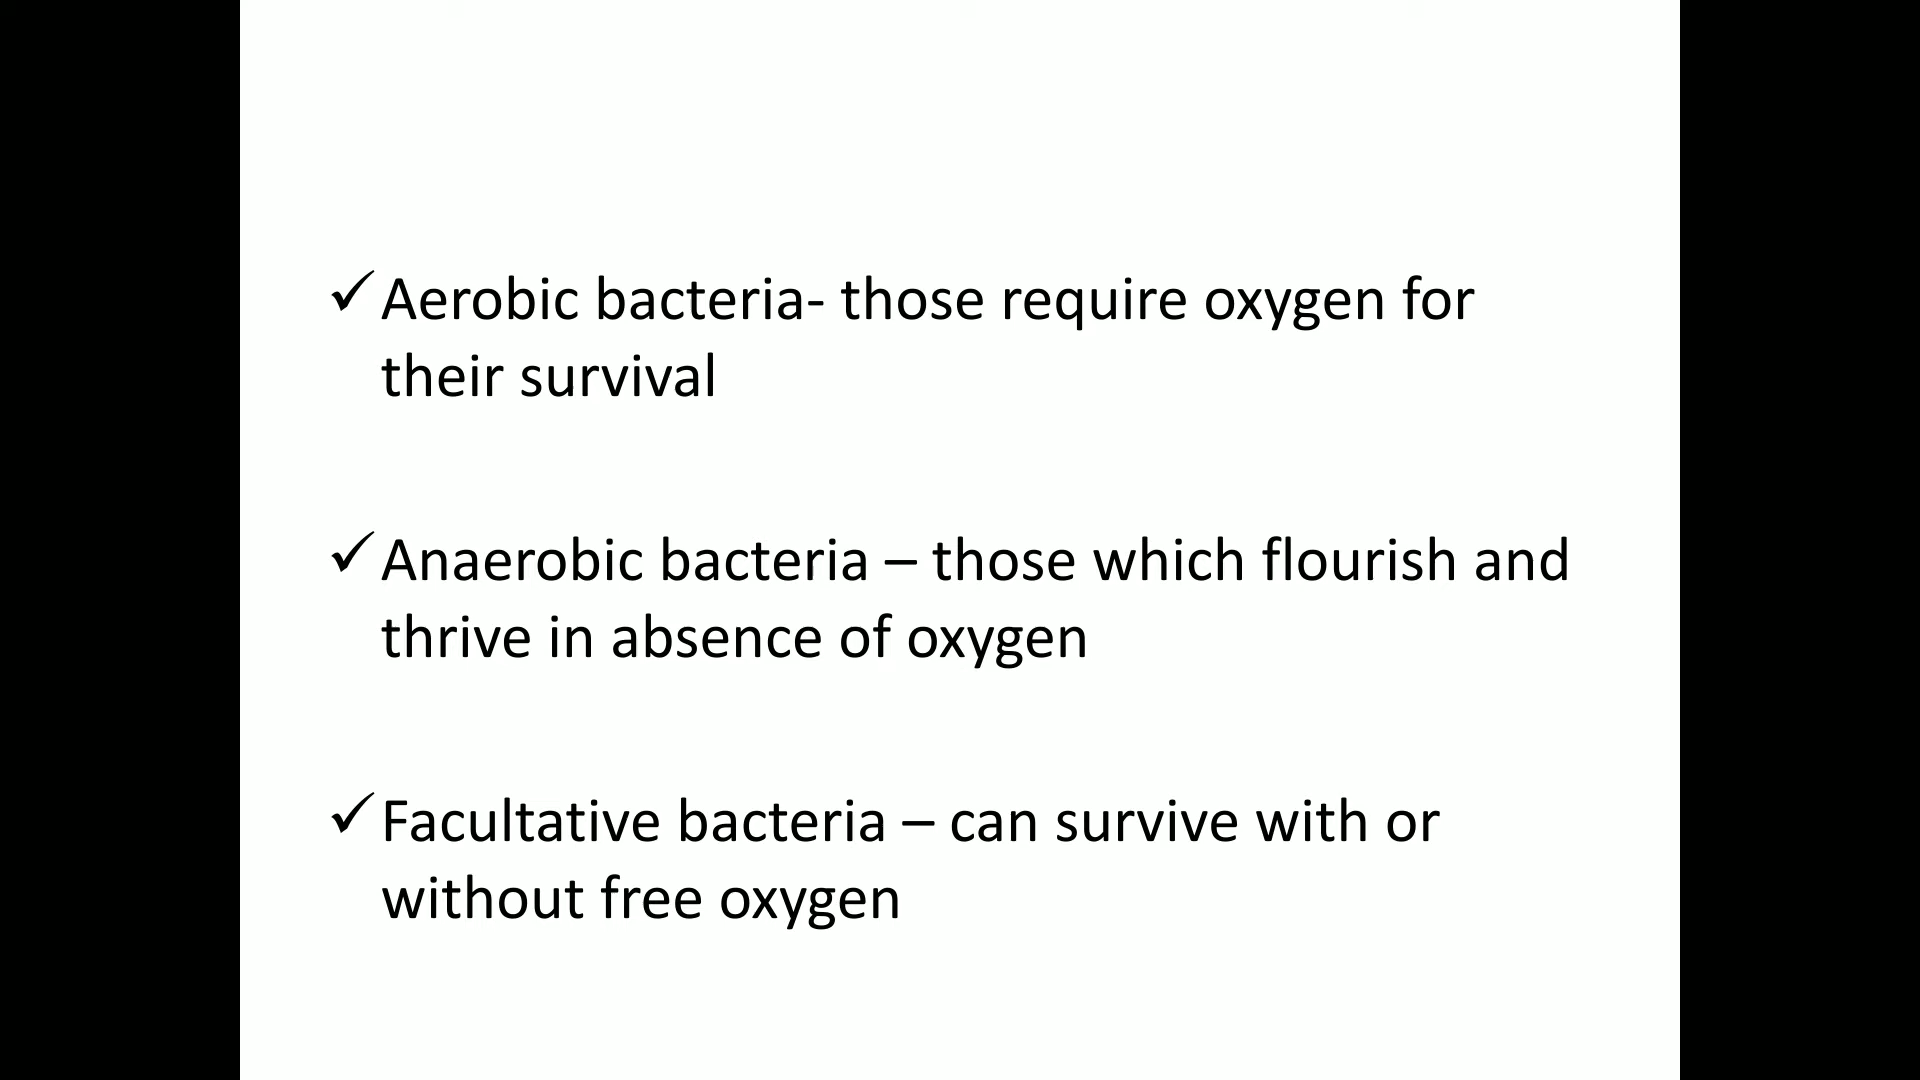 ✓Aerobic bacteria- those require oxygen for
their survival
✓Anaerobic bacteria – those which flourish and
thrive in absence of oxygen
✓Facultative bacteria – can survive with or
without free oxygen